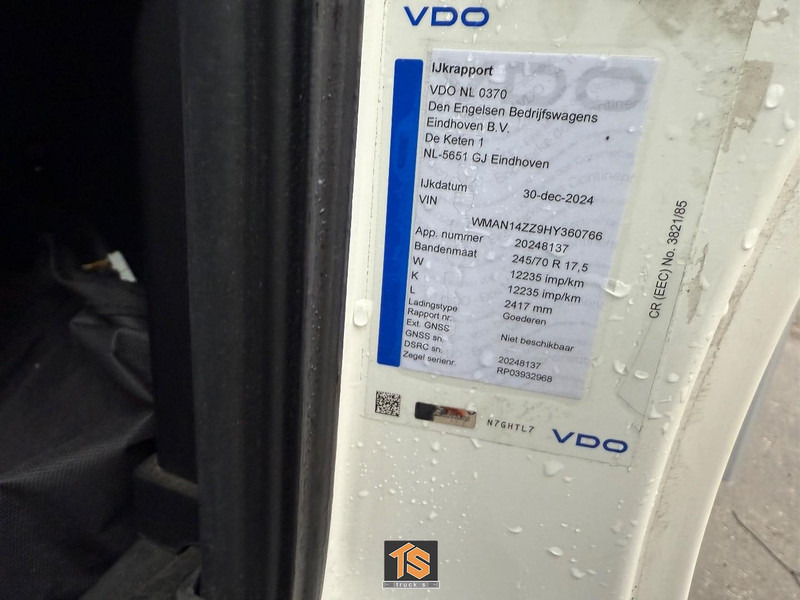 VDO
IJkrapport
VDO NL 0370
Den Engelsen Bedrijfswagens
Eindhoven B.V.
De Keten 1
NL-5651 GJ Eindhoven
IJkdatum 30-dec-2024
VIN
WMAN14ZZ9HY360766
App. nummer 20248137
Bandenmaat 245/70 R 17,5
W 12235 imp/km
K 12235 imp/km
L 2417 mm
Ladingstype Goederen
Rapport nr.
Ext. GNSS Niet beschikbaar
GNSS sn.
DSRC sn. 20248137
Zegel serienr. RP03932968
CR (EEC) No. 3821/85
N7GHTL7
VDO
TS
truck's